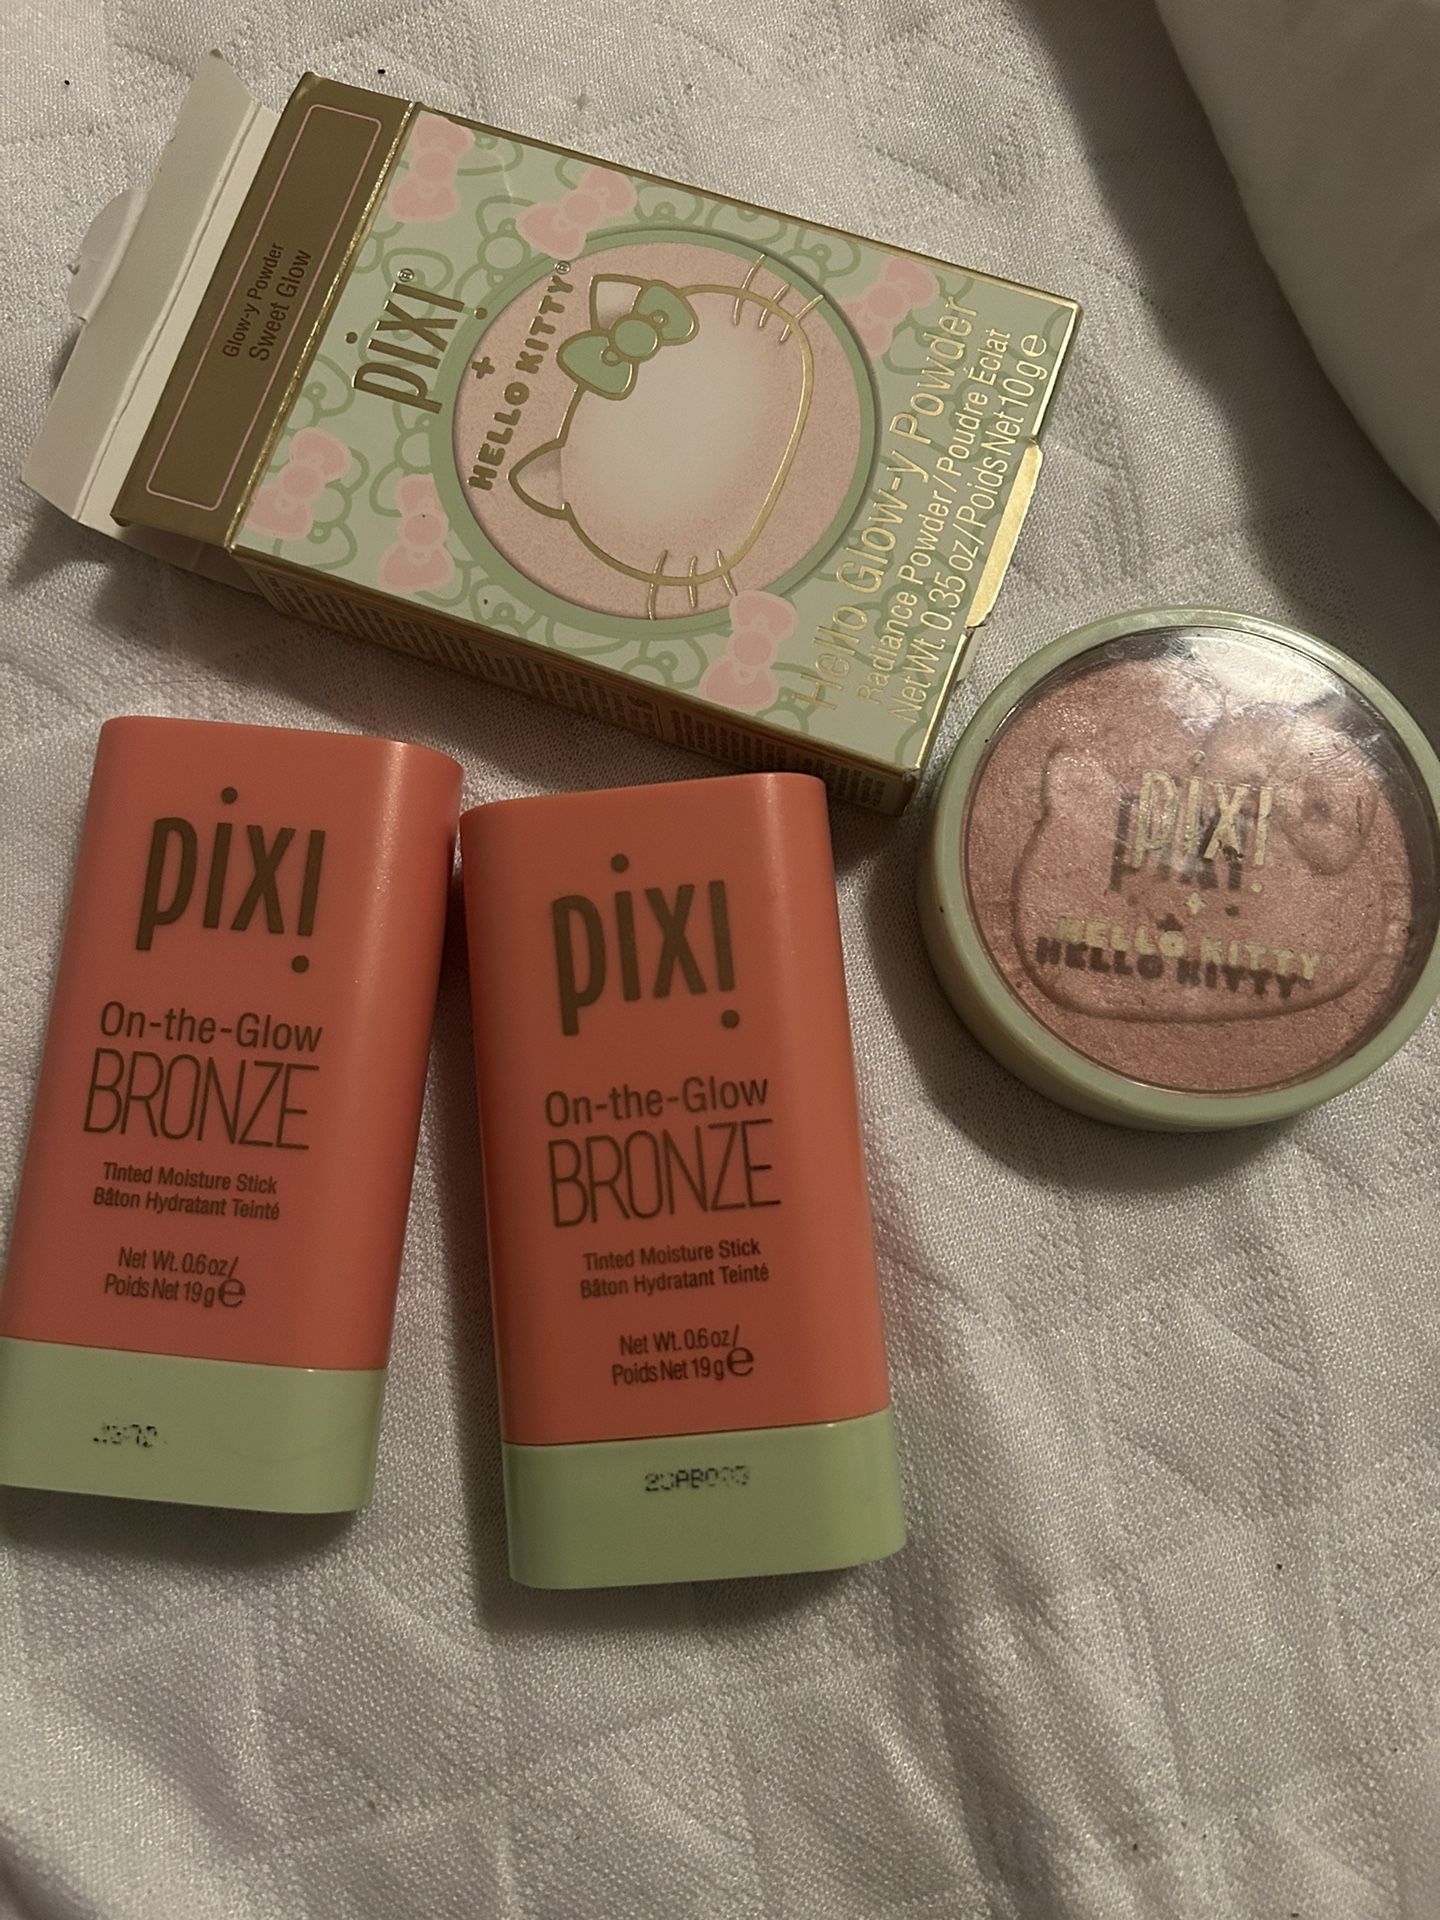 Glow-y Powder
Sweet Glow
pixi®
+
HELLO KITTY®
Hello Glow-y Powder
Radiance Powder/Poudre Éclat
Net Wt. 0.35 oz/Poids Net 10 g e
pixi
+
HELLO KITTY
pixi
On-the-Glow
BRONZE
Tinted Moisture Stick
Bâton Hydratant Teinté
Net Wt. 0.6 oz/
Poids Net 19 g e
pixi
On-the-Glow
BRONZE
Tinted Moisture Stick
Bâton Hydratant Teinté
Net Wt. 0.6 oz/
Poids Net 19 g e